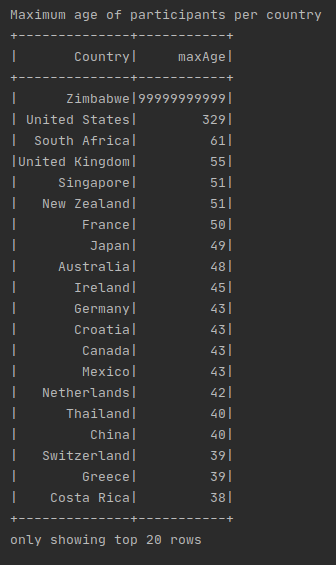 Maximum age of participants per country
+--------------+-----------+
|       Country|     maxAge|
+--------------+-----------+
|      Zimbabwe|99999999999|
| United States|        329|
|  South Africa|         61|
|United Kingdom|         55|
|     Singapore|         51|
|   New Zealand|         51|
|        France|         50|
|         Japan|         49|
|     Australia|         48|
|       Ireland|         45|
|       Germany|         43|
|       Croatia|         43|
|        Canada|         43|
|        Mexico|         43|
|   Netherlands|         42|
|      Thailand|         40|
|         China|         40|
|   Switzerland|         39|
|        Greece|         39|
|    Costa Rica|         38|
+--------------+-----------+
only showing top 20 rows